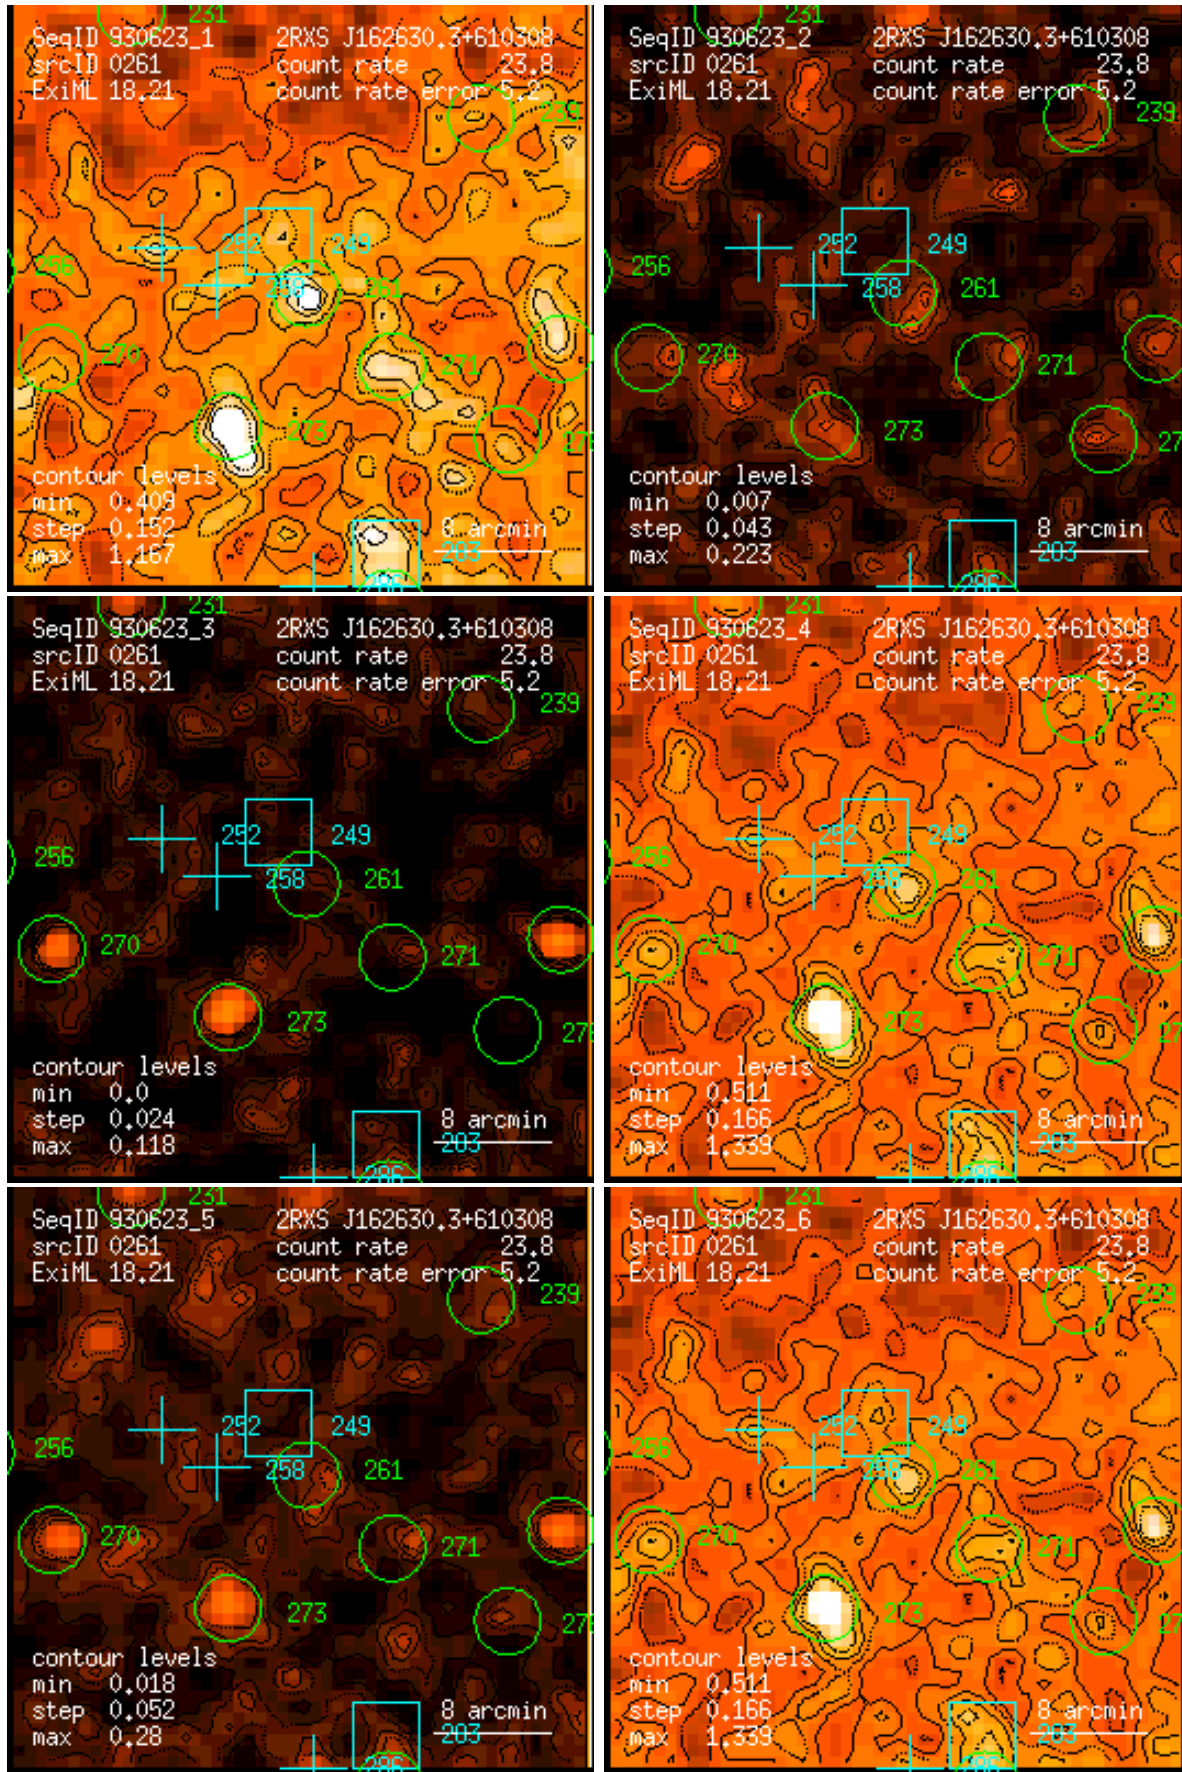 231
SeqID 930623_1 2RXS J162630.3+610308
srcID 0261 count rate 23.8
ExiML 18.21 count rate error 5.2
239
252 249
256 258 261
270 271
273 27
contour levels
min 0.409
step 0.152 8 arcmin
max 1.167 203
286
231
SeqID 930623_2 2RXS J162630.3+610308
srcID 0261 count rate 23.8
ExiML 18.21 count rate error 5.2
239
252 249
256 258 261
270 271
273 27
contour levels
min 0.007
step 0.043 8 arcmin
max 0.223 203
286
231
SeqID 930623_3 2RXS J162630.3+610308
srcID 0261 count rate 23.8
ExiML 18.21 count rate error 5.2
239
252 249
256 258 261
270 271
273 27
contour levels
min 0.0
step 0.024 8 arcmin
max 0.118 203
286
231
SeqID 930623_4 2RXS J162630.3+610308
srcID 0261 count rate 23.8
ExiML 18.21 count rate error 5.2
239
252 249
256 258 261
270 271
273 27
contour levels
min 0.511
step 0.166 8 arcmin
max 1.339 203
286
231
SeqID 930623_5 2RXS J162630.3+610308
srcID 0261 count rate 23.8
ExiML 18.21 count rate error 5.2
239
252 249
256 258 261
270 271
273 27
contour levels
min 0.018
step 0.052 8 arcmin
max 0.28 203
286
231
SeqID 930623_6 2RXS J162630.3+610308
srcID 0261 count rate 23.8
ExiML 18.21 count rate error 5.2
239
252 249
256 258 261
270 271
273 27
contour levels
min 0.511
step 0.166 8 arcmin
max 1.339 203
286